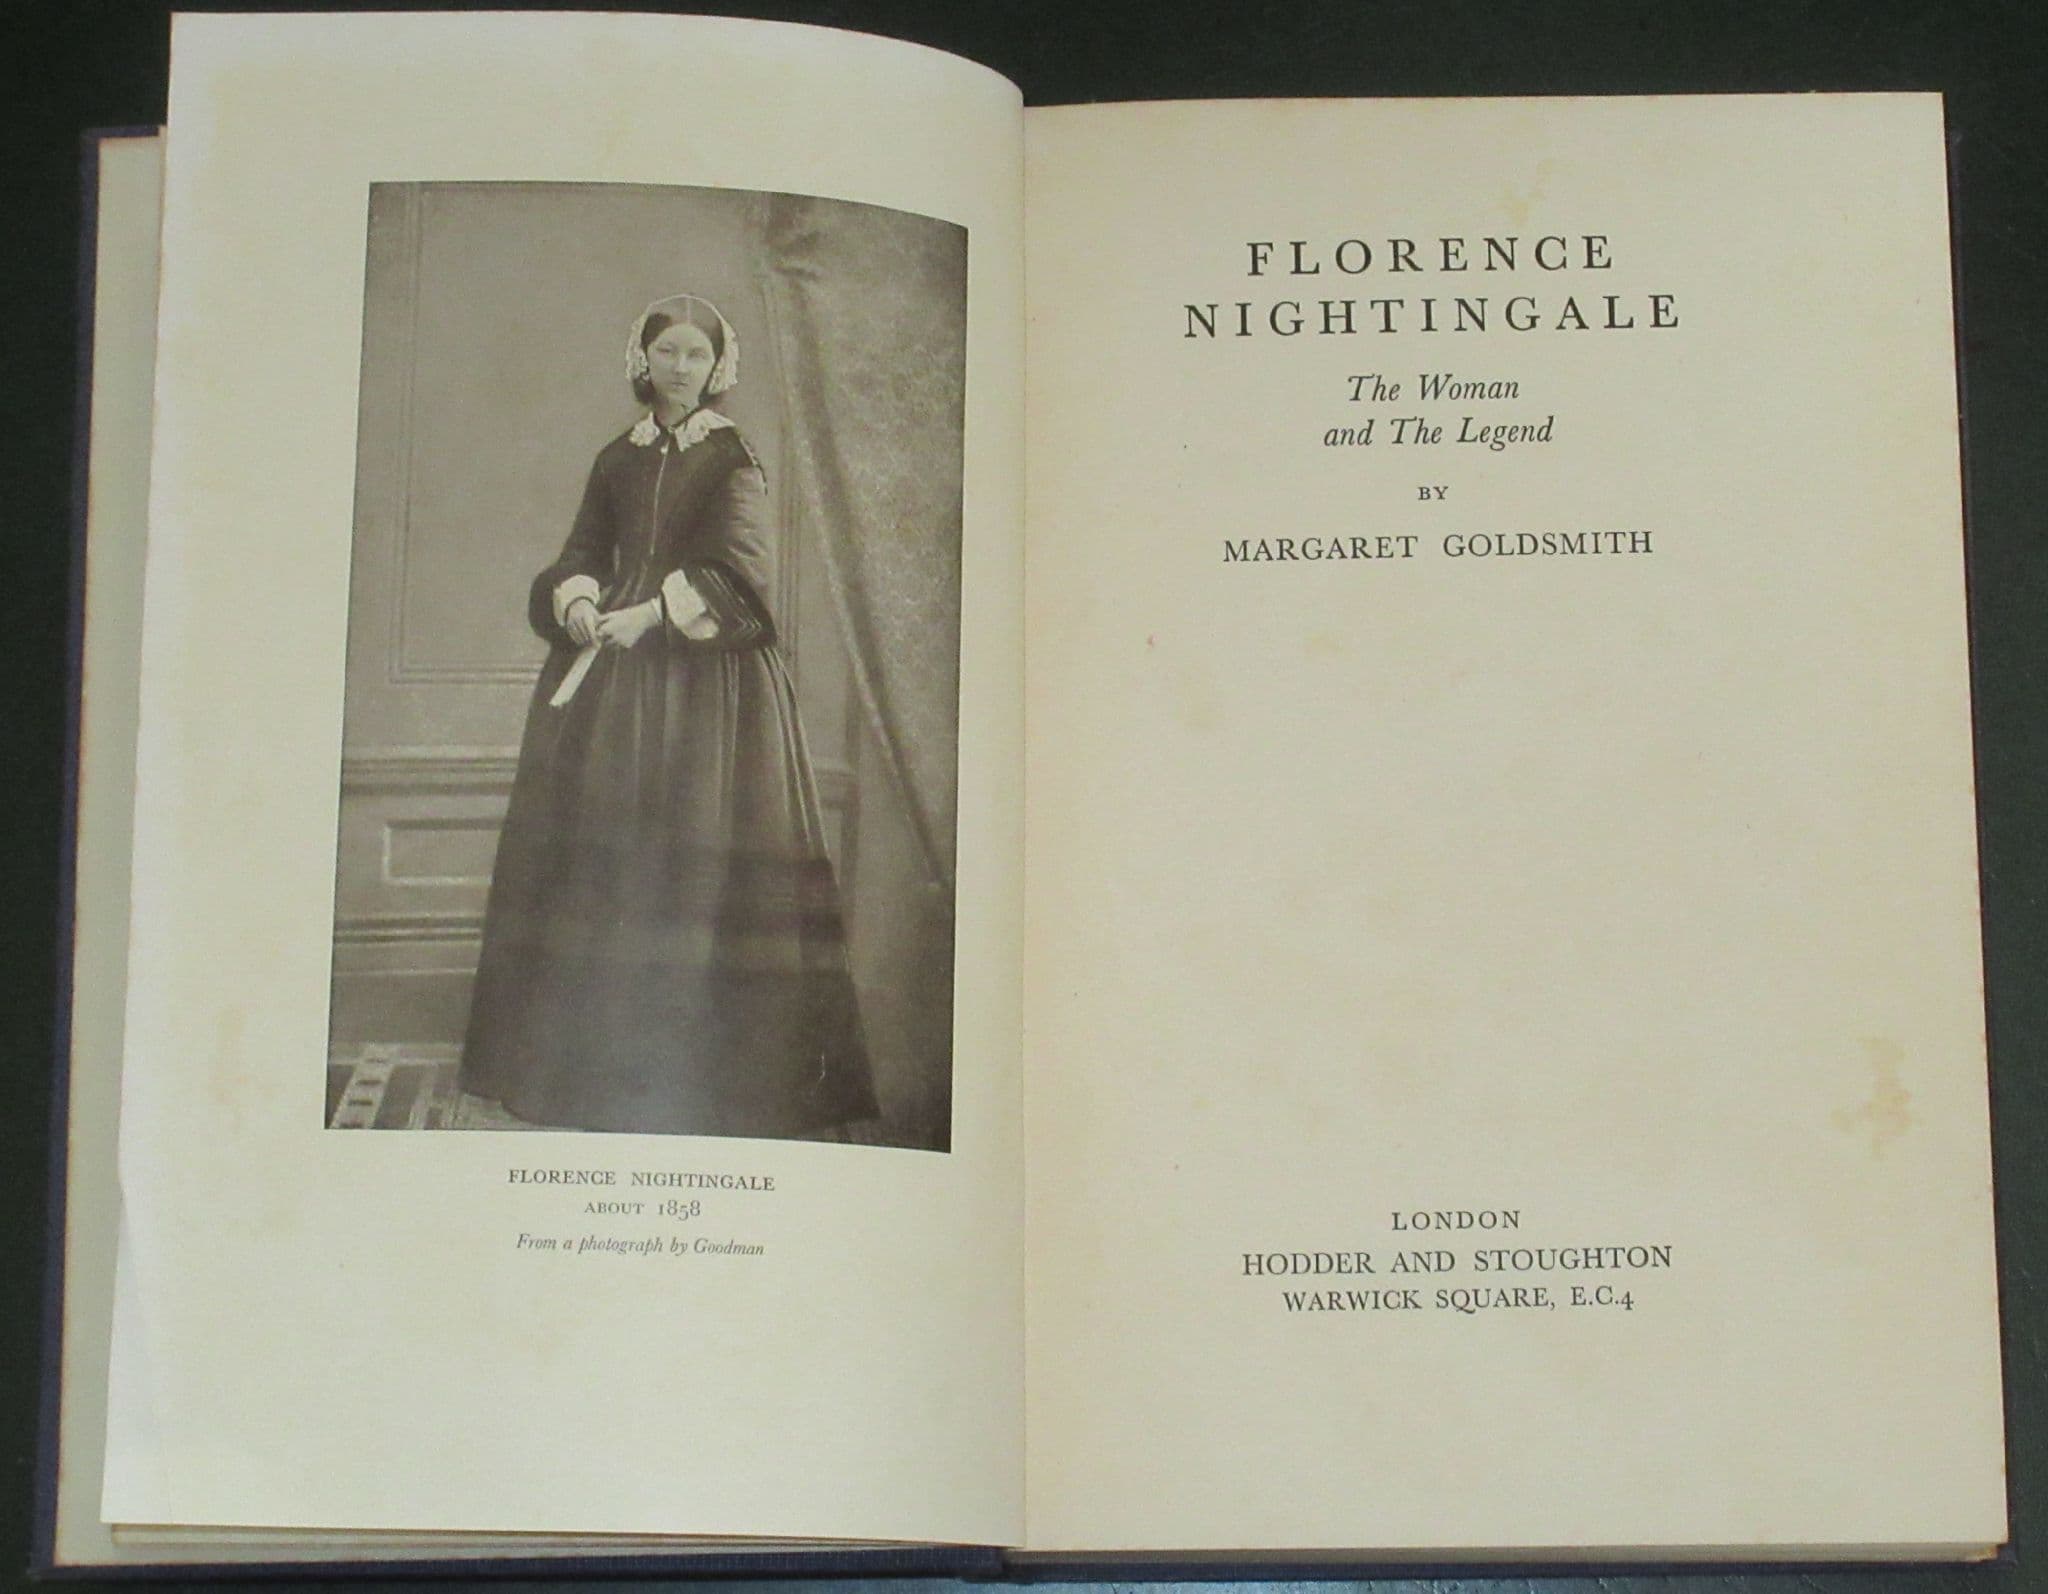 FLORENCE NIGHTINGALE
ABOUT 1858
From a photograph by Goodman
FLORENCE
NIGHTINGALE
The Woman
and The Legend
BY
MARGARET GOLDSMITH
LONDON
HODDER AND STOUGHTON
WARWICK SQUARE, E.C.4